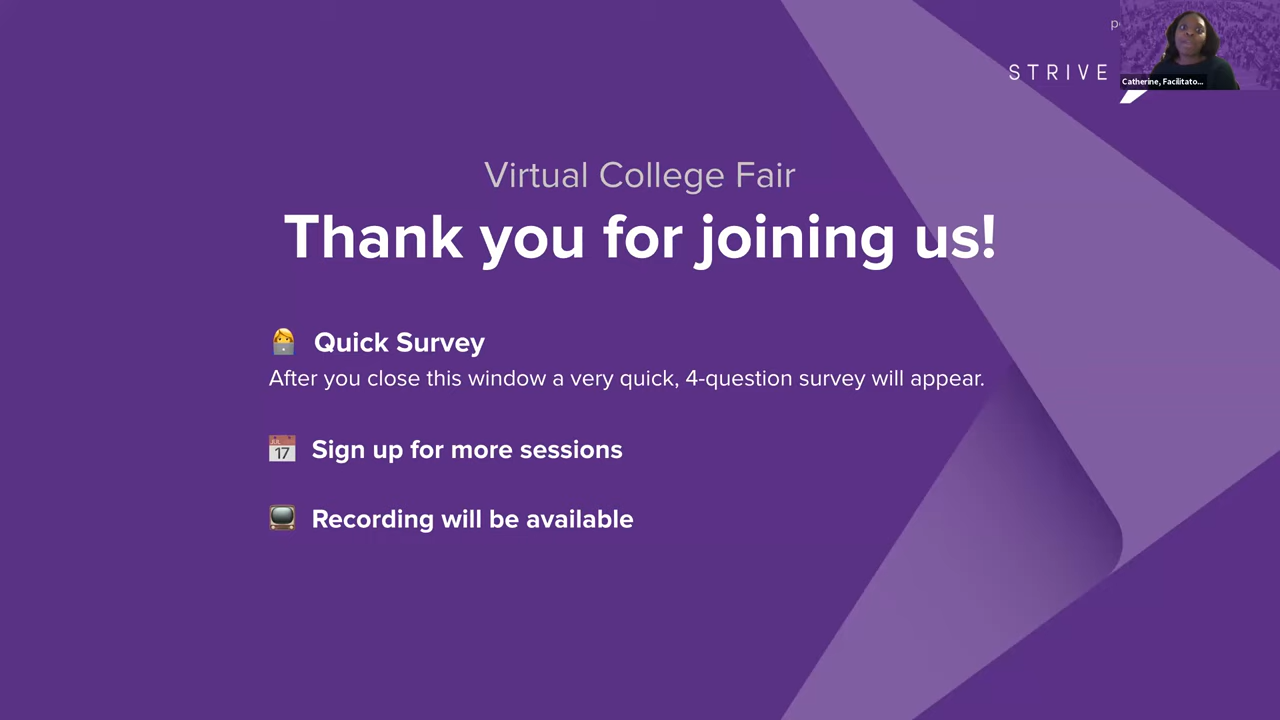 STRIVE
Catherine, Facilitato...
Virtual College Fair
Thank you for joining us!
Quick Survey
After you close this window a very quick, 4-question survey will appear.
17
Sign up for more sessions
Recording will be available